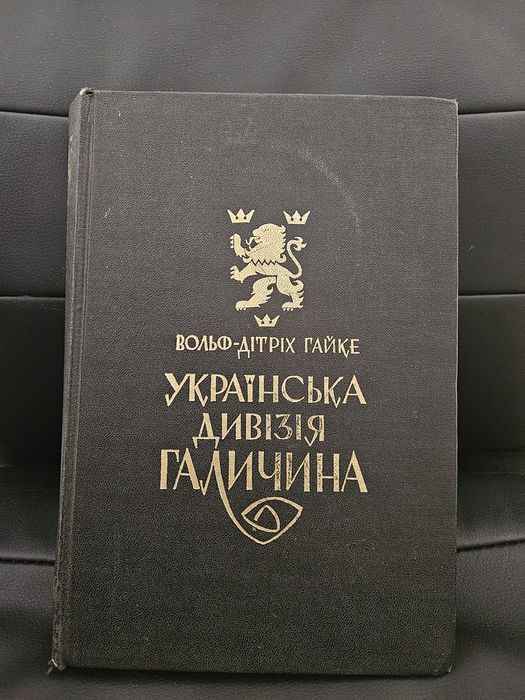 ВОЛЬФ-ДІТРІХ ГАЙКЕ
УКРАЇНСЬКА
ДИВІЗІЯ
ГАЛИЧИНА